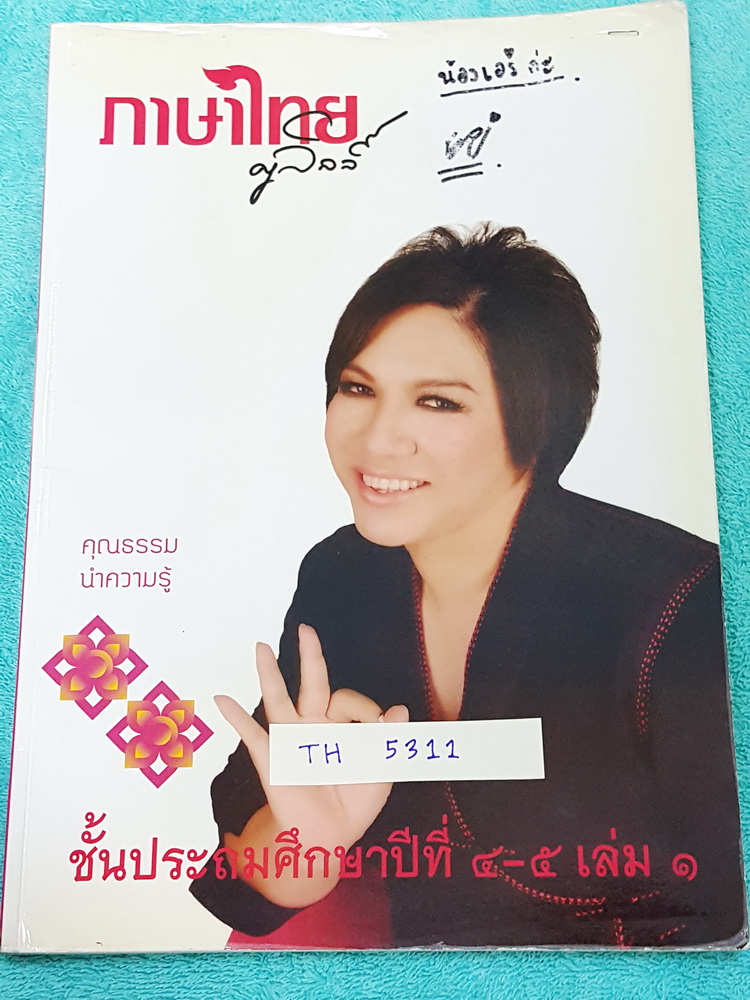 ภาษาไทย
น้องเอร์ ค่ะ
คุณธรรม
นำความรู้
TH 5311
ชั้นประถมศึกษาปีที่ ๔-๕ เล่ม ๑